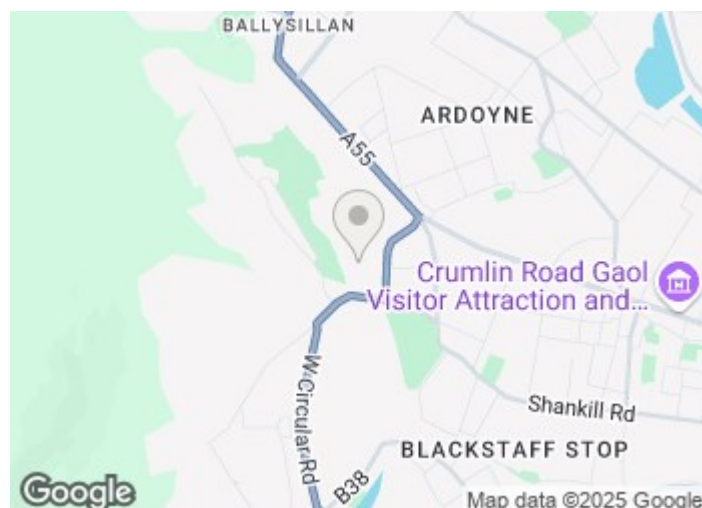 BALLYSILLAN
ARDOYNE
A55
Crumlin Road Gaol
Visitor Attraction and...
W Circular Rd
Shankill Rd
BLACKSTAFF STOP
B38
Google
Map data ©2025 Google